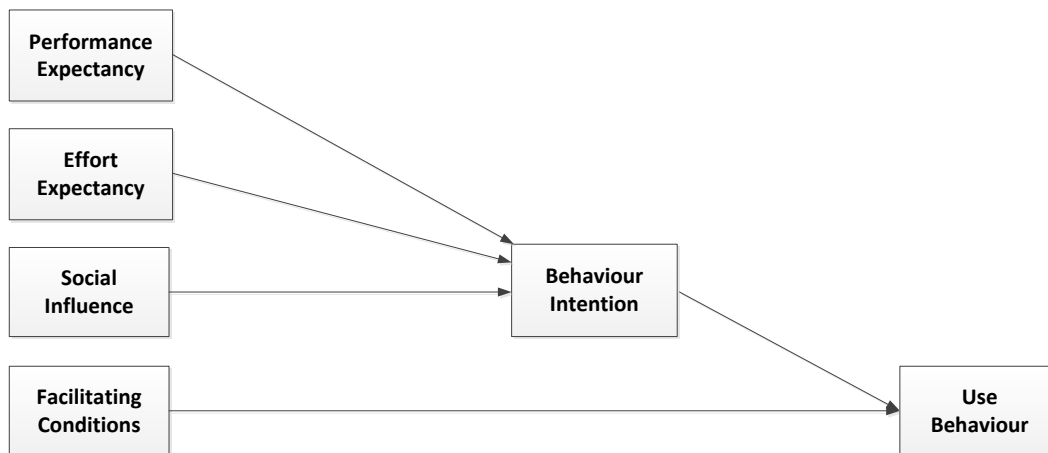 Performance
Expectancy
Effort
Expectancy
Social
Influence
Behaviour
Intention
Facilitating
Conditions
Use
Behaviour